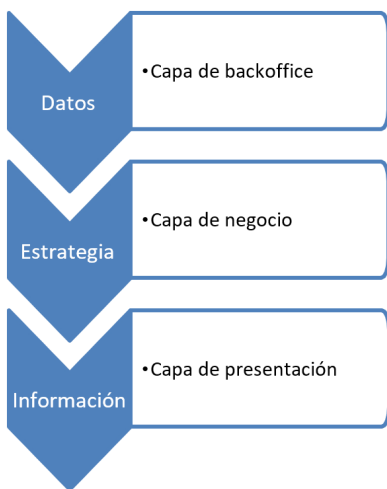 Datos
•Capa de backoffice
Estrategia
•Capa de negocio
Información
•Capa de presentación